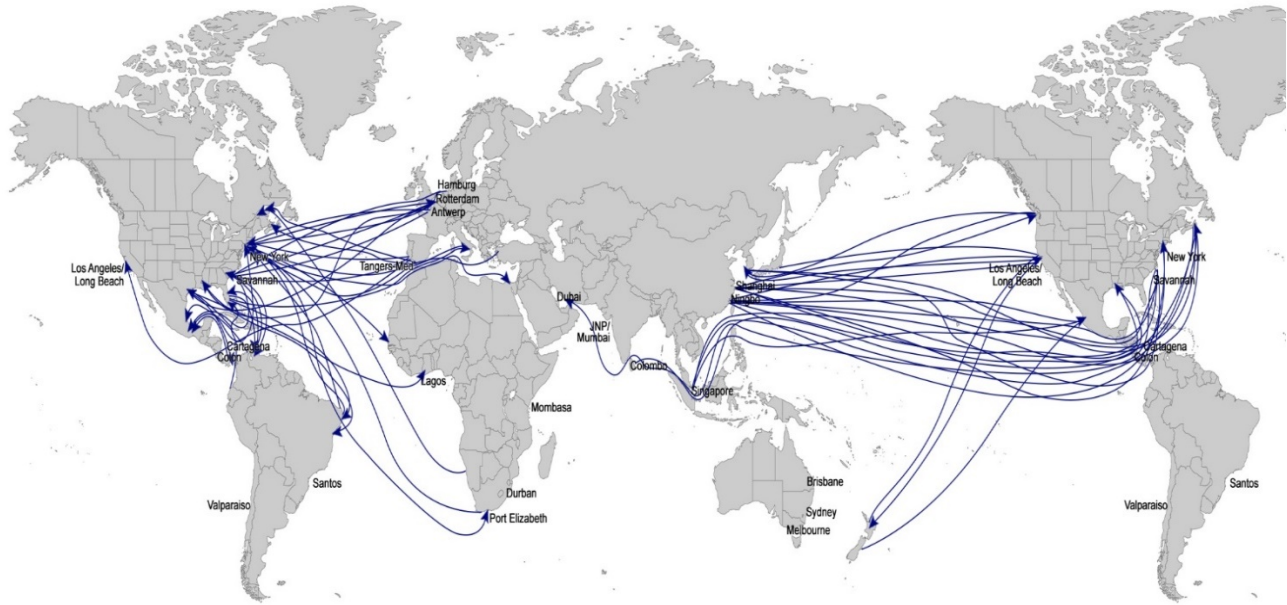 Hamburg
Rotterdam
Antwerp
New York
Tangers-Med
Los Angeles/
Long Beach
Savannah
Dubai
JNP/
Mumbai
Colombo
Singapore
Cartagena
Colon
Lagos
Mombasa
Santos
Valparaiso
Durban
Port Elizabeth
Shanghai
Ningbo
Brisbane
Sydney
Melbourne
Los Angeles/
Long Beach
New York
Savannah
Cartagena
Colon
Valparaiso
Santos